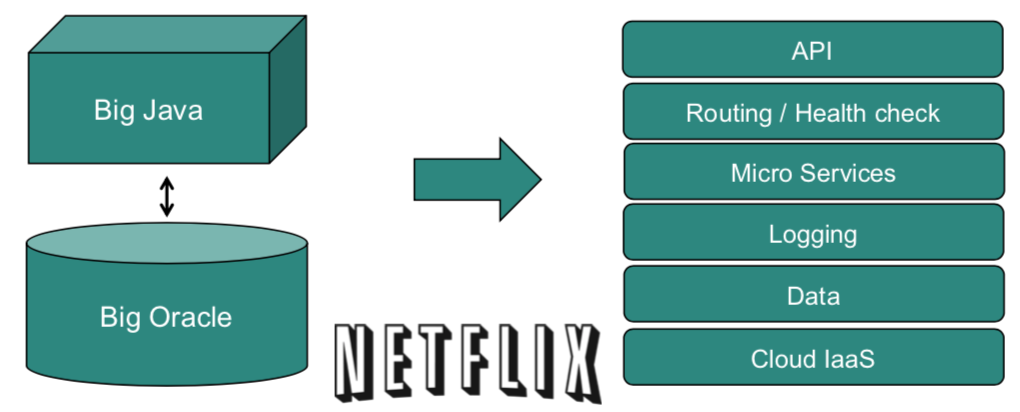 Big Java
Big Oracle
NETFLIX
API
Routing / Health check
Micro Services
Logging
Data
Cloud IaaS